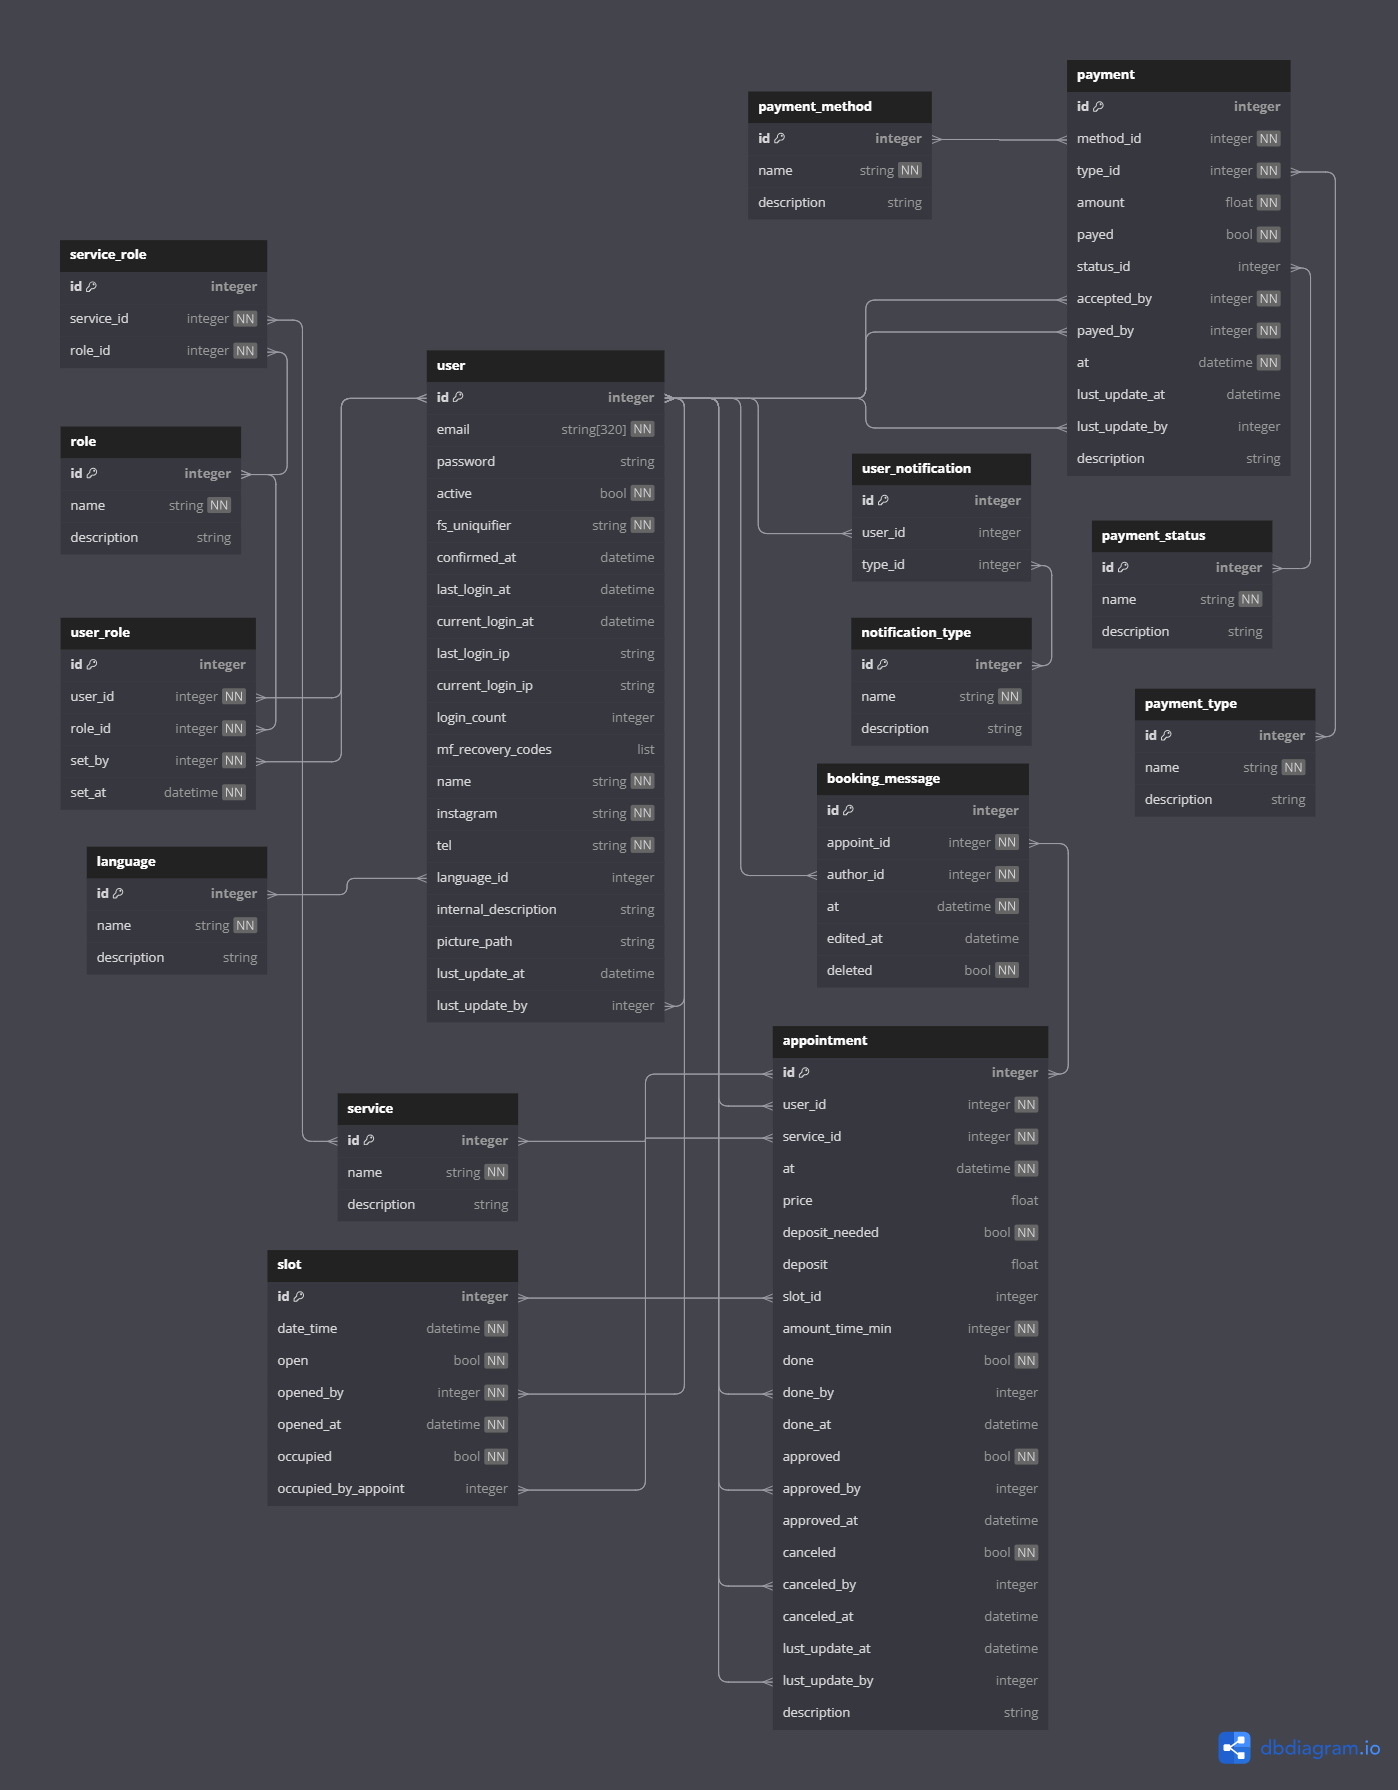 payment
id integer
method_id integer NN
type_id integer NN
amount float NN
payed bool NN
status_id integer
accepted_by integer NN
payed_by integer NN
at datetime NN
lust_update_at datetime
lust_update_by integer
description string
payment_method
id integer
name string NN
description string
service_role
id integer
service_id integer NN
role_id integer NN
role
id integer
name string NN
description string
user_role
id integer
user_id integer NN
role_id integer NN
set_by integer NN
set_at datetime NN
language
id integer
name string NN
description string
user
id integer
email string[320] NN
password string
active bool NN
fs_uniquifier string NN
confirmed_at datetime
last_login_at datetime
current_login_at datetime
last_login_ip string
current_login_ip string
login_count integer
mf_recovery_codes list
name string NN
instagram string NN
tel string NN
language_id integer
internal_description string
picture_path string
lust_update_at datetime
lust_update_by integer
user_notification
id integer
user_id integer
type_id integer
notification_type
id integer
name string NN
description string
payment_status
id integer
name string NN
description string
payment_type
id integer
name string NN
description string
booking_message
id integer
appoint_id integer NN
author_id integer NN
at datetime NN
edited_at datetime
deleted bool NN
service
id integer
name string NN
description string
slot
id integer
date_time datetime NN
open bool NN
opened_by integer NN
opened_at datetime NN
occupied bool NN
occupied_by_appoint integer
appointment
id integer
user_id integer NN
service_id integer NN
at datetime NN
price float
deposit_needed bool NN
deposit float
slot_id integer
amount_time_min integer NN
done bool NN
done_by integer
done_at datetime
approved bool NN
approved_by integer
approved_at datetime
canceled bool NN
canceled_by integer
canceled_at datetime
lust_update_at datetime
lust_update_by integer
description string
dbdiagram.io